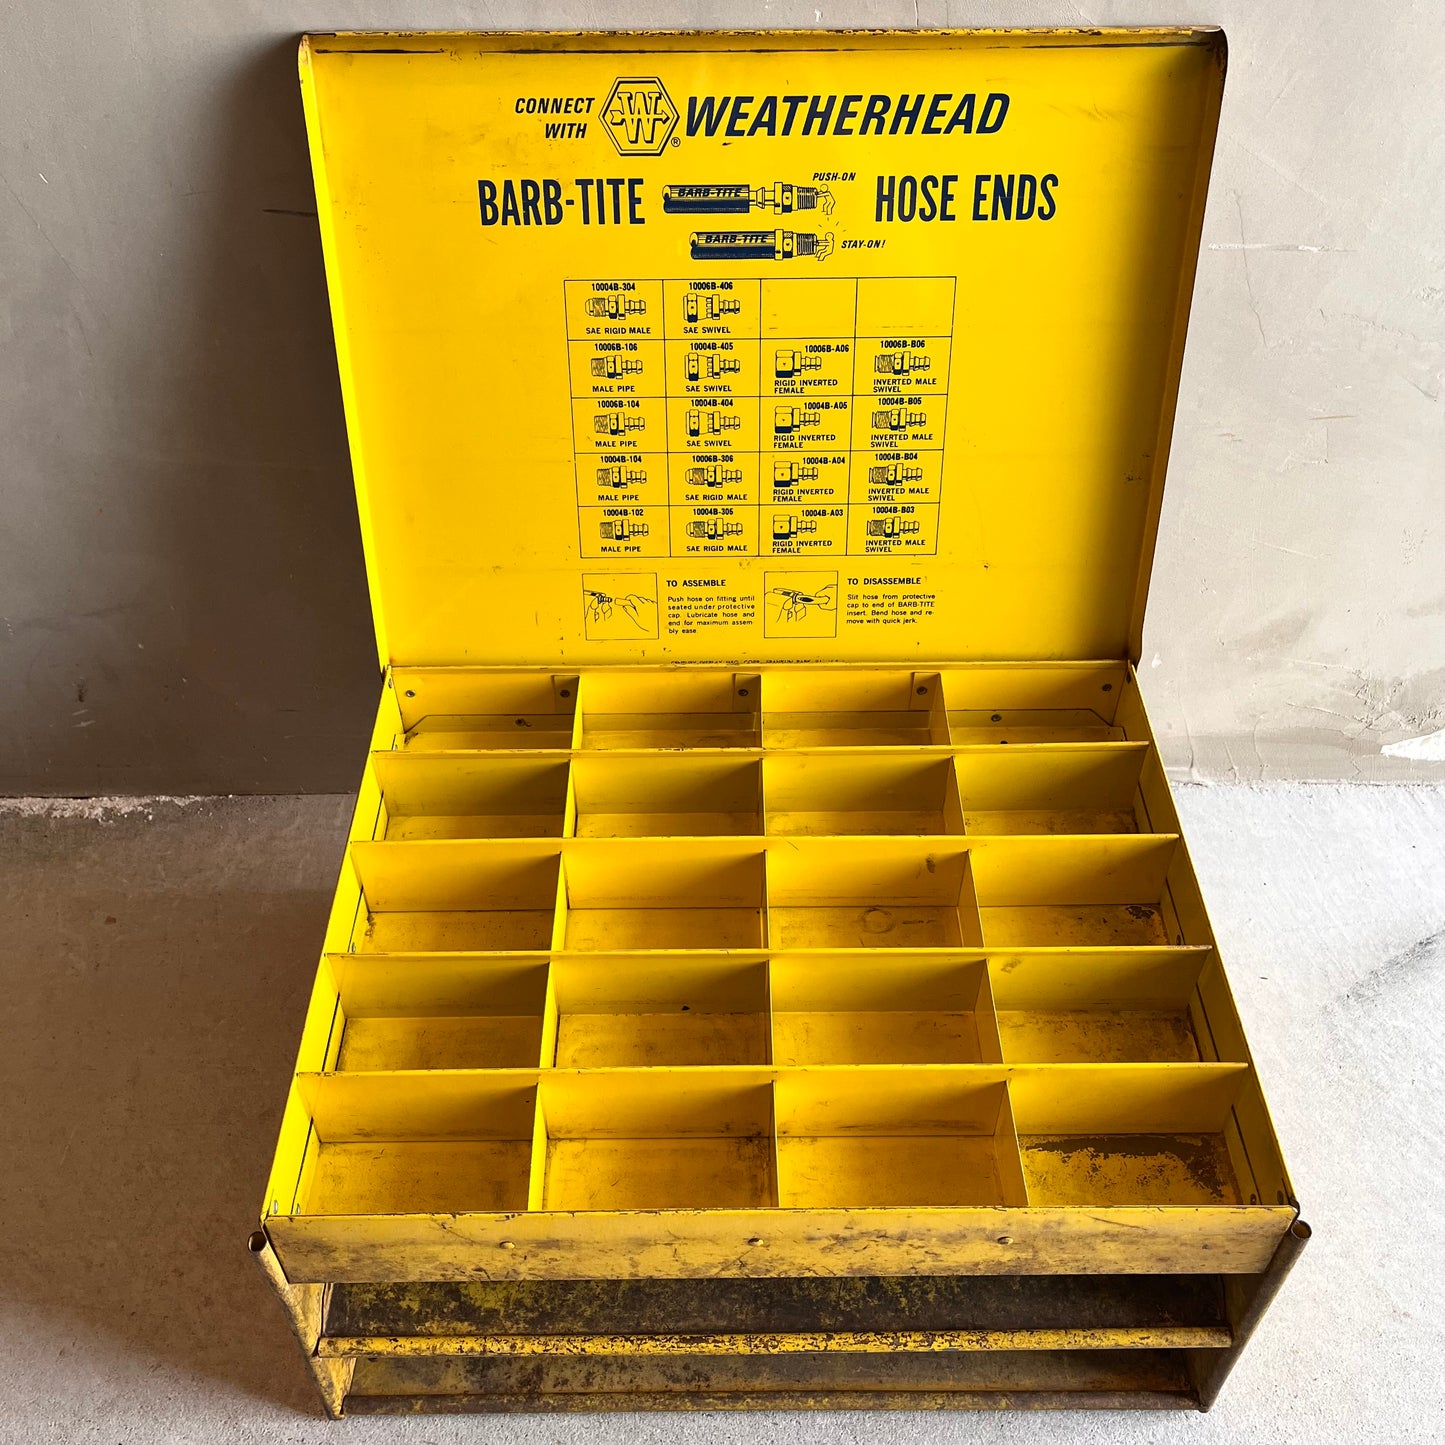 CONNECT
WITH
W
®
WEATHERHEAD
BARB-TITE
BARB-TITE
PUSH-ON
HOSE ENDS
BARB-TITE
STAY-ON!
10004B-304
SAE RIGID MALE
10006B-406
SAE SWIVEL
10006B-106
MALE PIPE
10004B-405
SAE SWIVEL
10006B-A06
RIGID INVERTED
FEMALE
10006B-B06
INVERTED MALE
SWIVEL
10006B-104
MALE PIPE
10004B-404
SAE SWIVEL
10004B-A05
RIGID INVERTED
FEMALE
10004B-B05
INVERTED MALE
SWIVEL
10004B-104
MALE PIPE
10006B-306
SAE RIGID MALE
10004B-A04
RIGID INVERTED
FEMALE
10004B-B04
INVERTED MALE
SWIVEL
10004B-102
MALE PIPE
10004B-305
SAE RIGID MALE
10004B-A03
RIGID INVERTED
FEMALE
10004B-B03
INVERTED MALE
SWIVEL
TO ASSEMBLE
Push hose on fitting until
seated under protective
cap. Lubricate hose and
end for maximum assem-
bly ease
TO DISASSEMBLE
Slit hose from protective
cap to end of BARB-TITE
insert. Bend hose and re-
move with quick jerk.